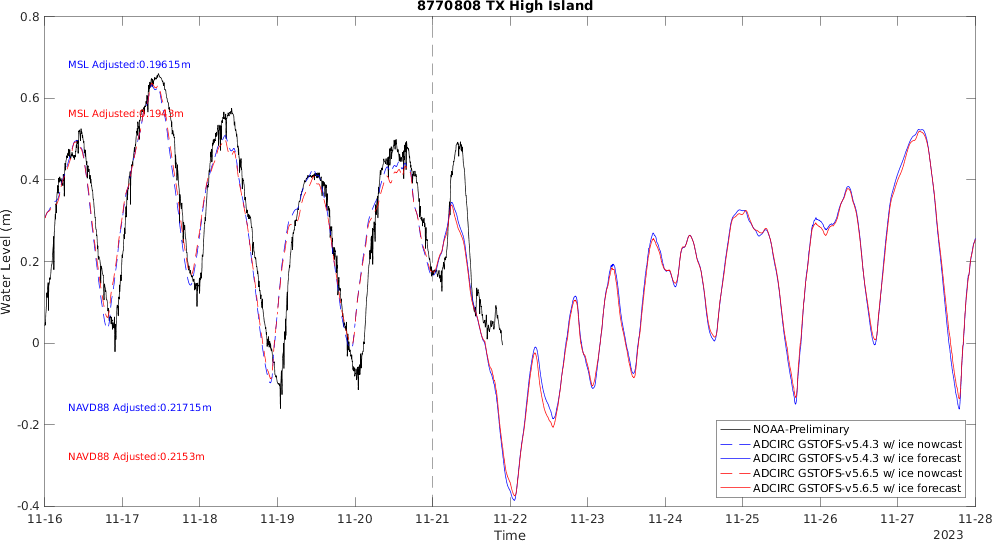 8770808 TX High Island
0.8
0.6
0.4
0.2
0
-0.2
-0.4
Water Level (m)
MSL Adjusted:0.19615m
MSL Adjusted:0.1943m
NAVD88 Adjusted:0.21715m
NAVD88 Adjusted:0.2153m
NOAA-Preliminary
ADCIRC GSTOFS-v5.4.3 w/ ice nowcast
ADCIRC GSTOFS-v5.4.3 w/ ice forecast
ADCIRC GSTOFS-v5.6.5 w/ ice nowcast
ADCIRC GSTOFS-v5.6.5 w/ ice forecast
11-16 11-17 11-18 11-19 11-20 11-21 11-22 11-23 11-24 11-25 11-26 11-27 11-28
Time
2023